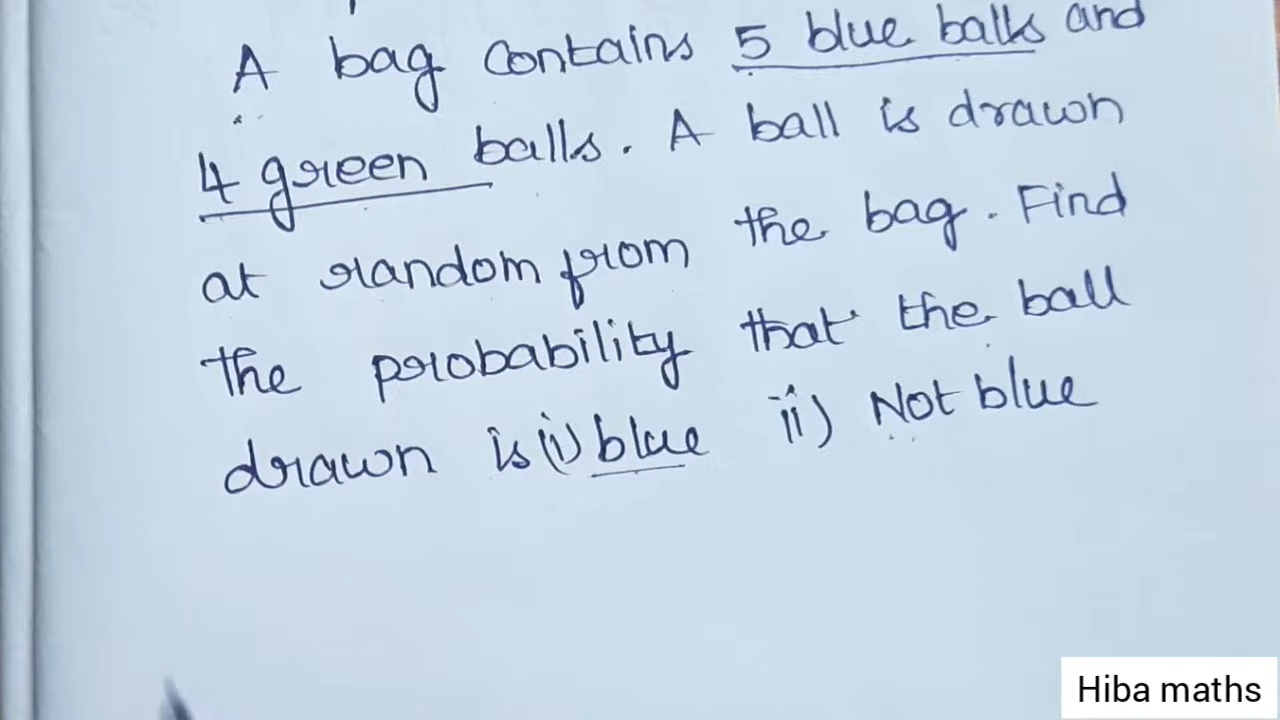 A bag contains 5 blue balls and
4 green balls. A ball is drawn
at random from the bag. Find
the probability that the ball
drawn is (i) blue ii) Not blue
Hiba maths